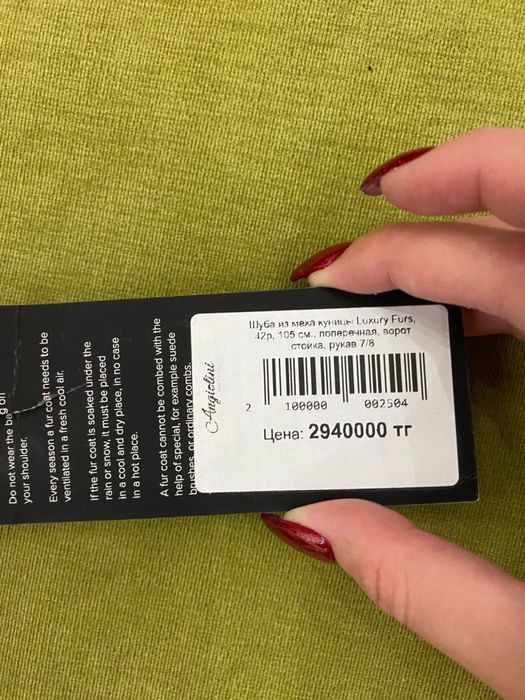 Do not wear the ba
g on
your shoulder.
Every season a fur coat needs to be
ventilated in a fresh cool air.
If the fur coat is soaked under the
rain or snow, it must be placed
in a cool and dry place, in no case
in a hot place.
A fur coat cannot be combed with the
help of special, for example suede
brushes, or ordinary combs.
Angiolini
Шуба из меха куницы Luxury Furs,
42р, 105 см., поперечная, ворот
стойка, рукав 7/8
2 100000 002504
Цена: 2940000 тг